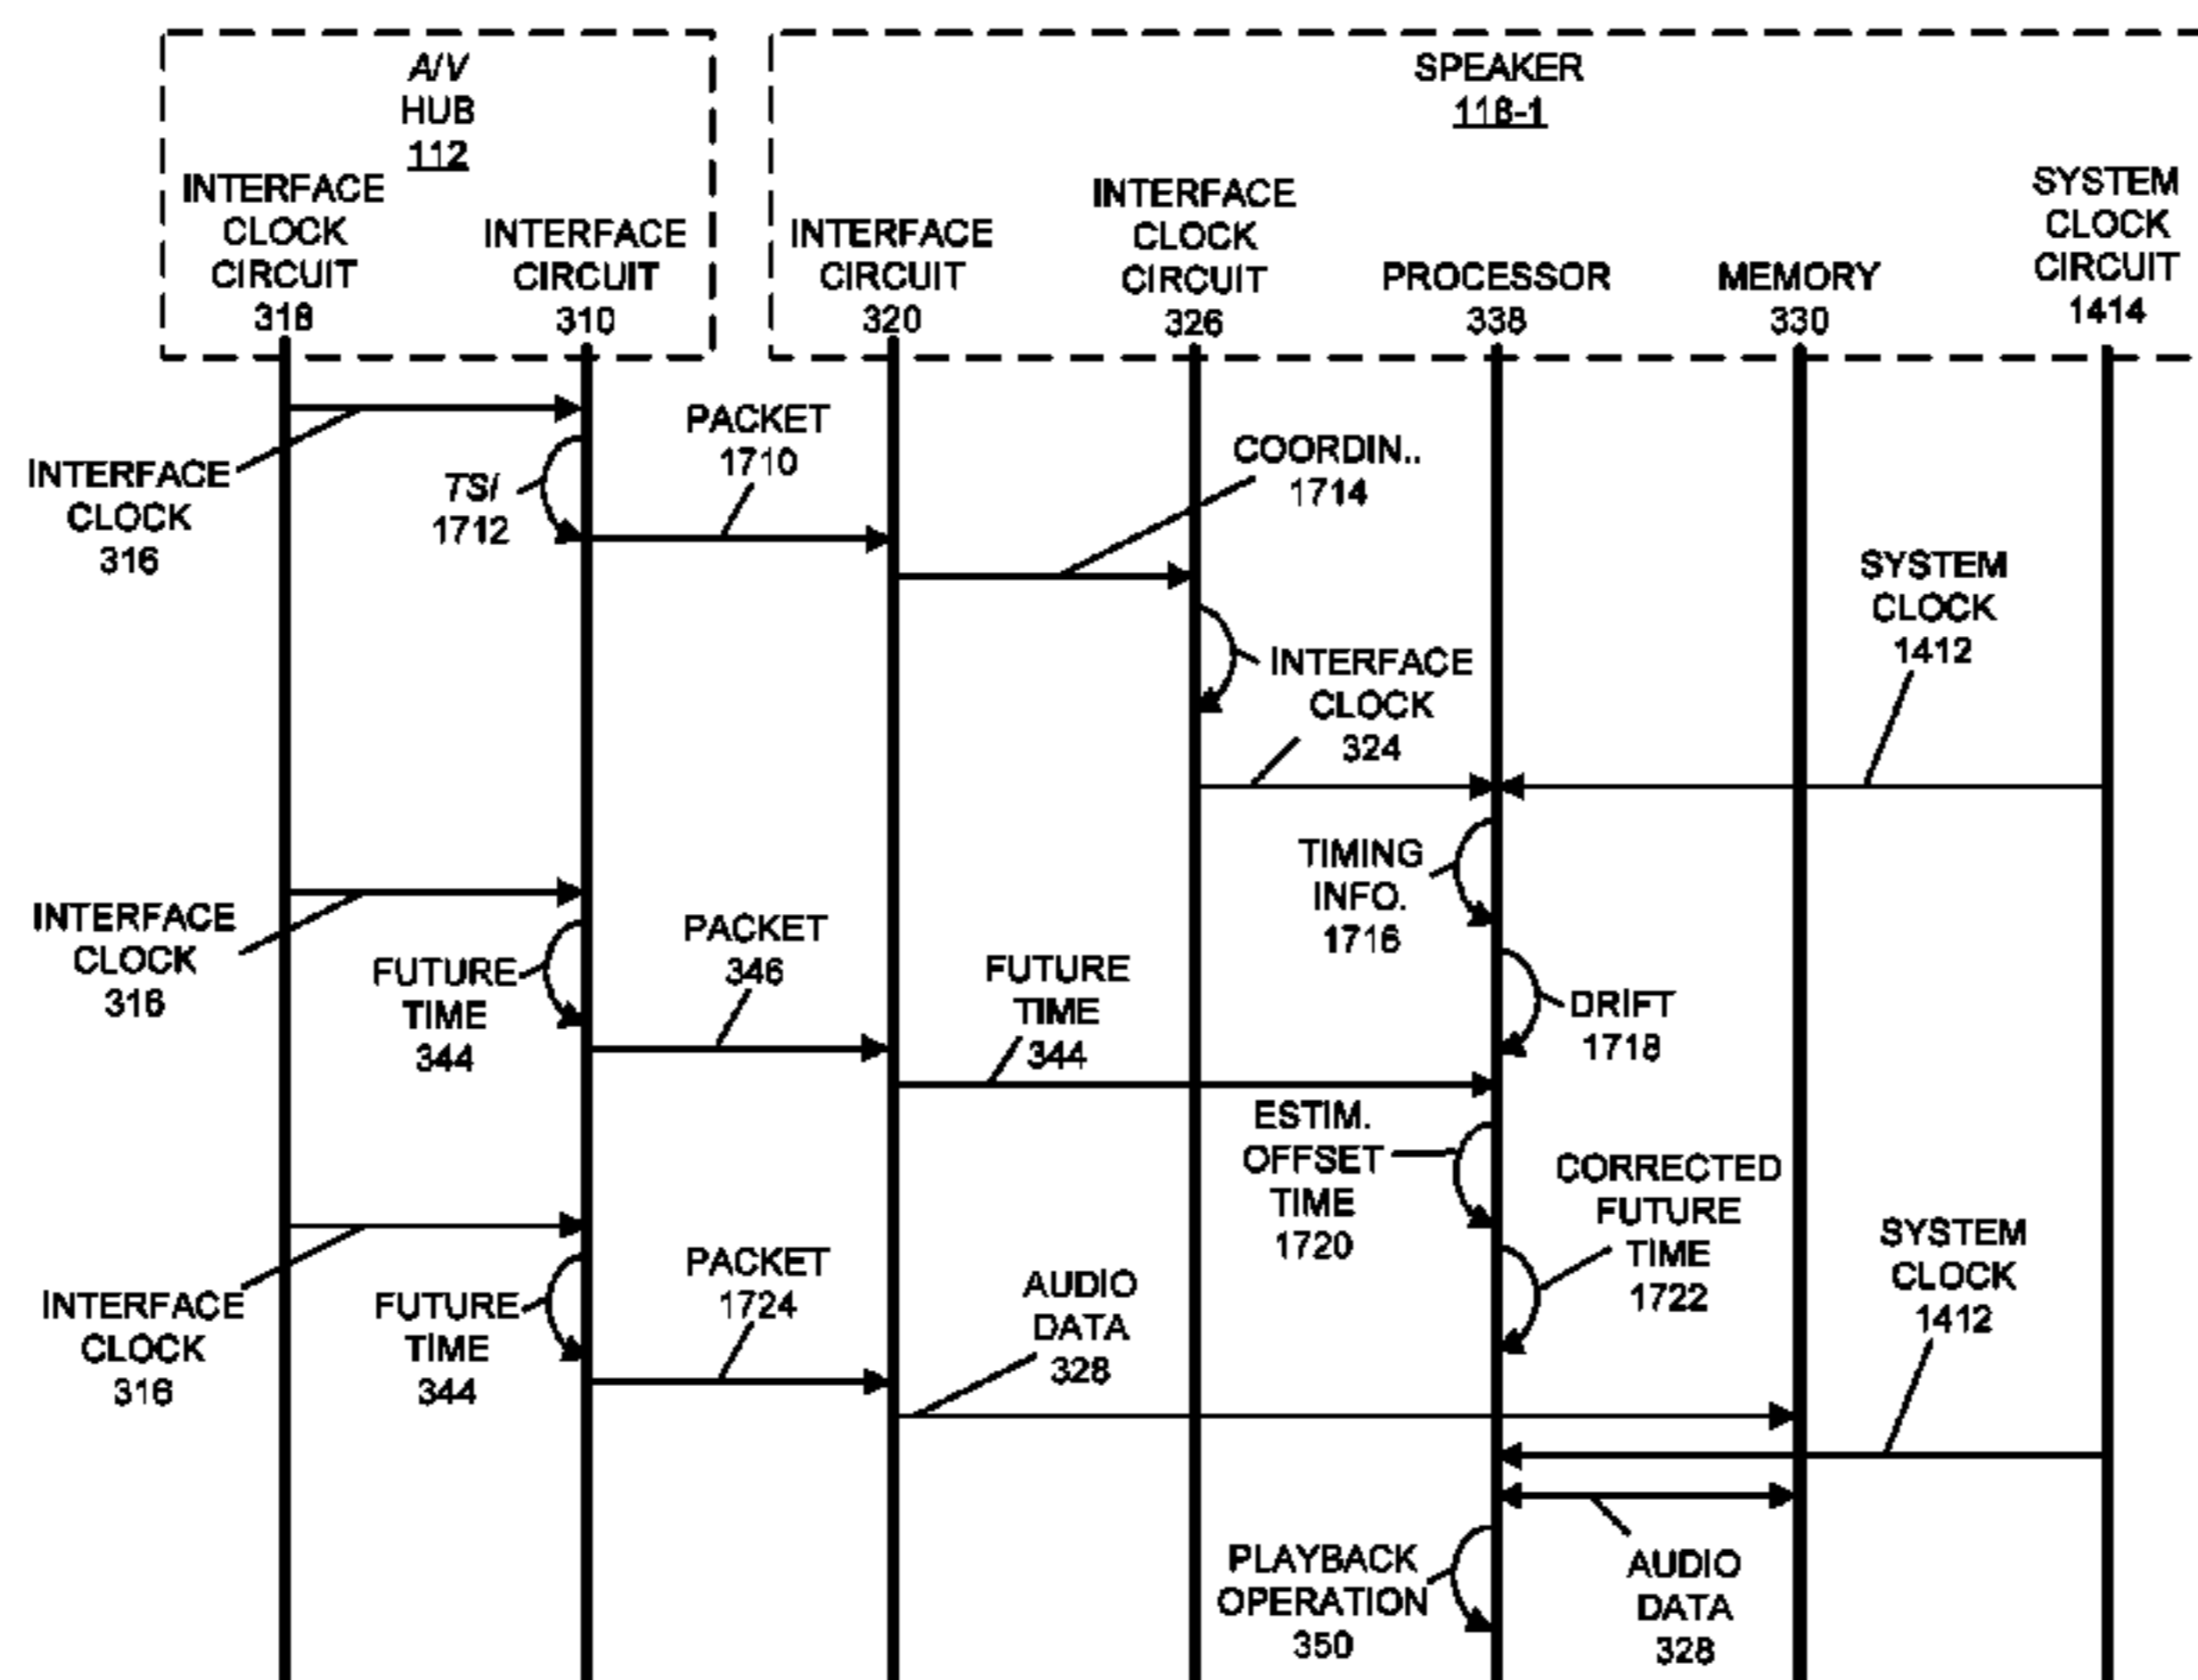 A/V
HUB
112
SPEAKER
118-1
INTERFACE
CLOCK
CIRCUIT
318
INTERFACE
CIRCUIT
310
INTERFACE
CIRCUIT
320
INTERFACE
CLOCK
CIRCUIT
326
PROCESSOR
338
MEMORY
330
SYSTEM
CLOCK
CIRCUIT
1414
INTERFACE
CLOCK
316
TSI
1712
PACKET
1710
COORDIN..
1714
INTERFACE
CLOCK
324
SYSTEM
CLOCK
1412
TIMING
INFO.
1716
INTERFACE
CLOCK
316
FUTURE
TIME
344
PACKET
346
FUTURE
TIME
344
DRIFT
1718
ESTIM.
OFFSET
TIME
1720
CORRECTED
FUTURE
TIME
1722
INTERFACE
CLOCK
316
FUTURE
TIME
344
PACKET
1724
AUDIO
DATA
328
SYSTEM
CLOCK
1412
PLAYBACK
OPERATION
350
AUDIO
DATA
328